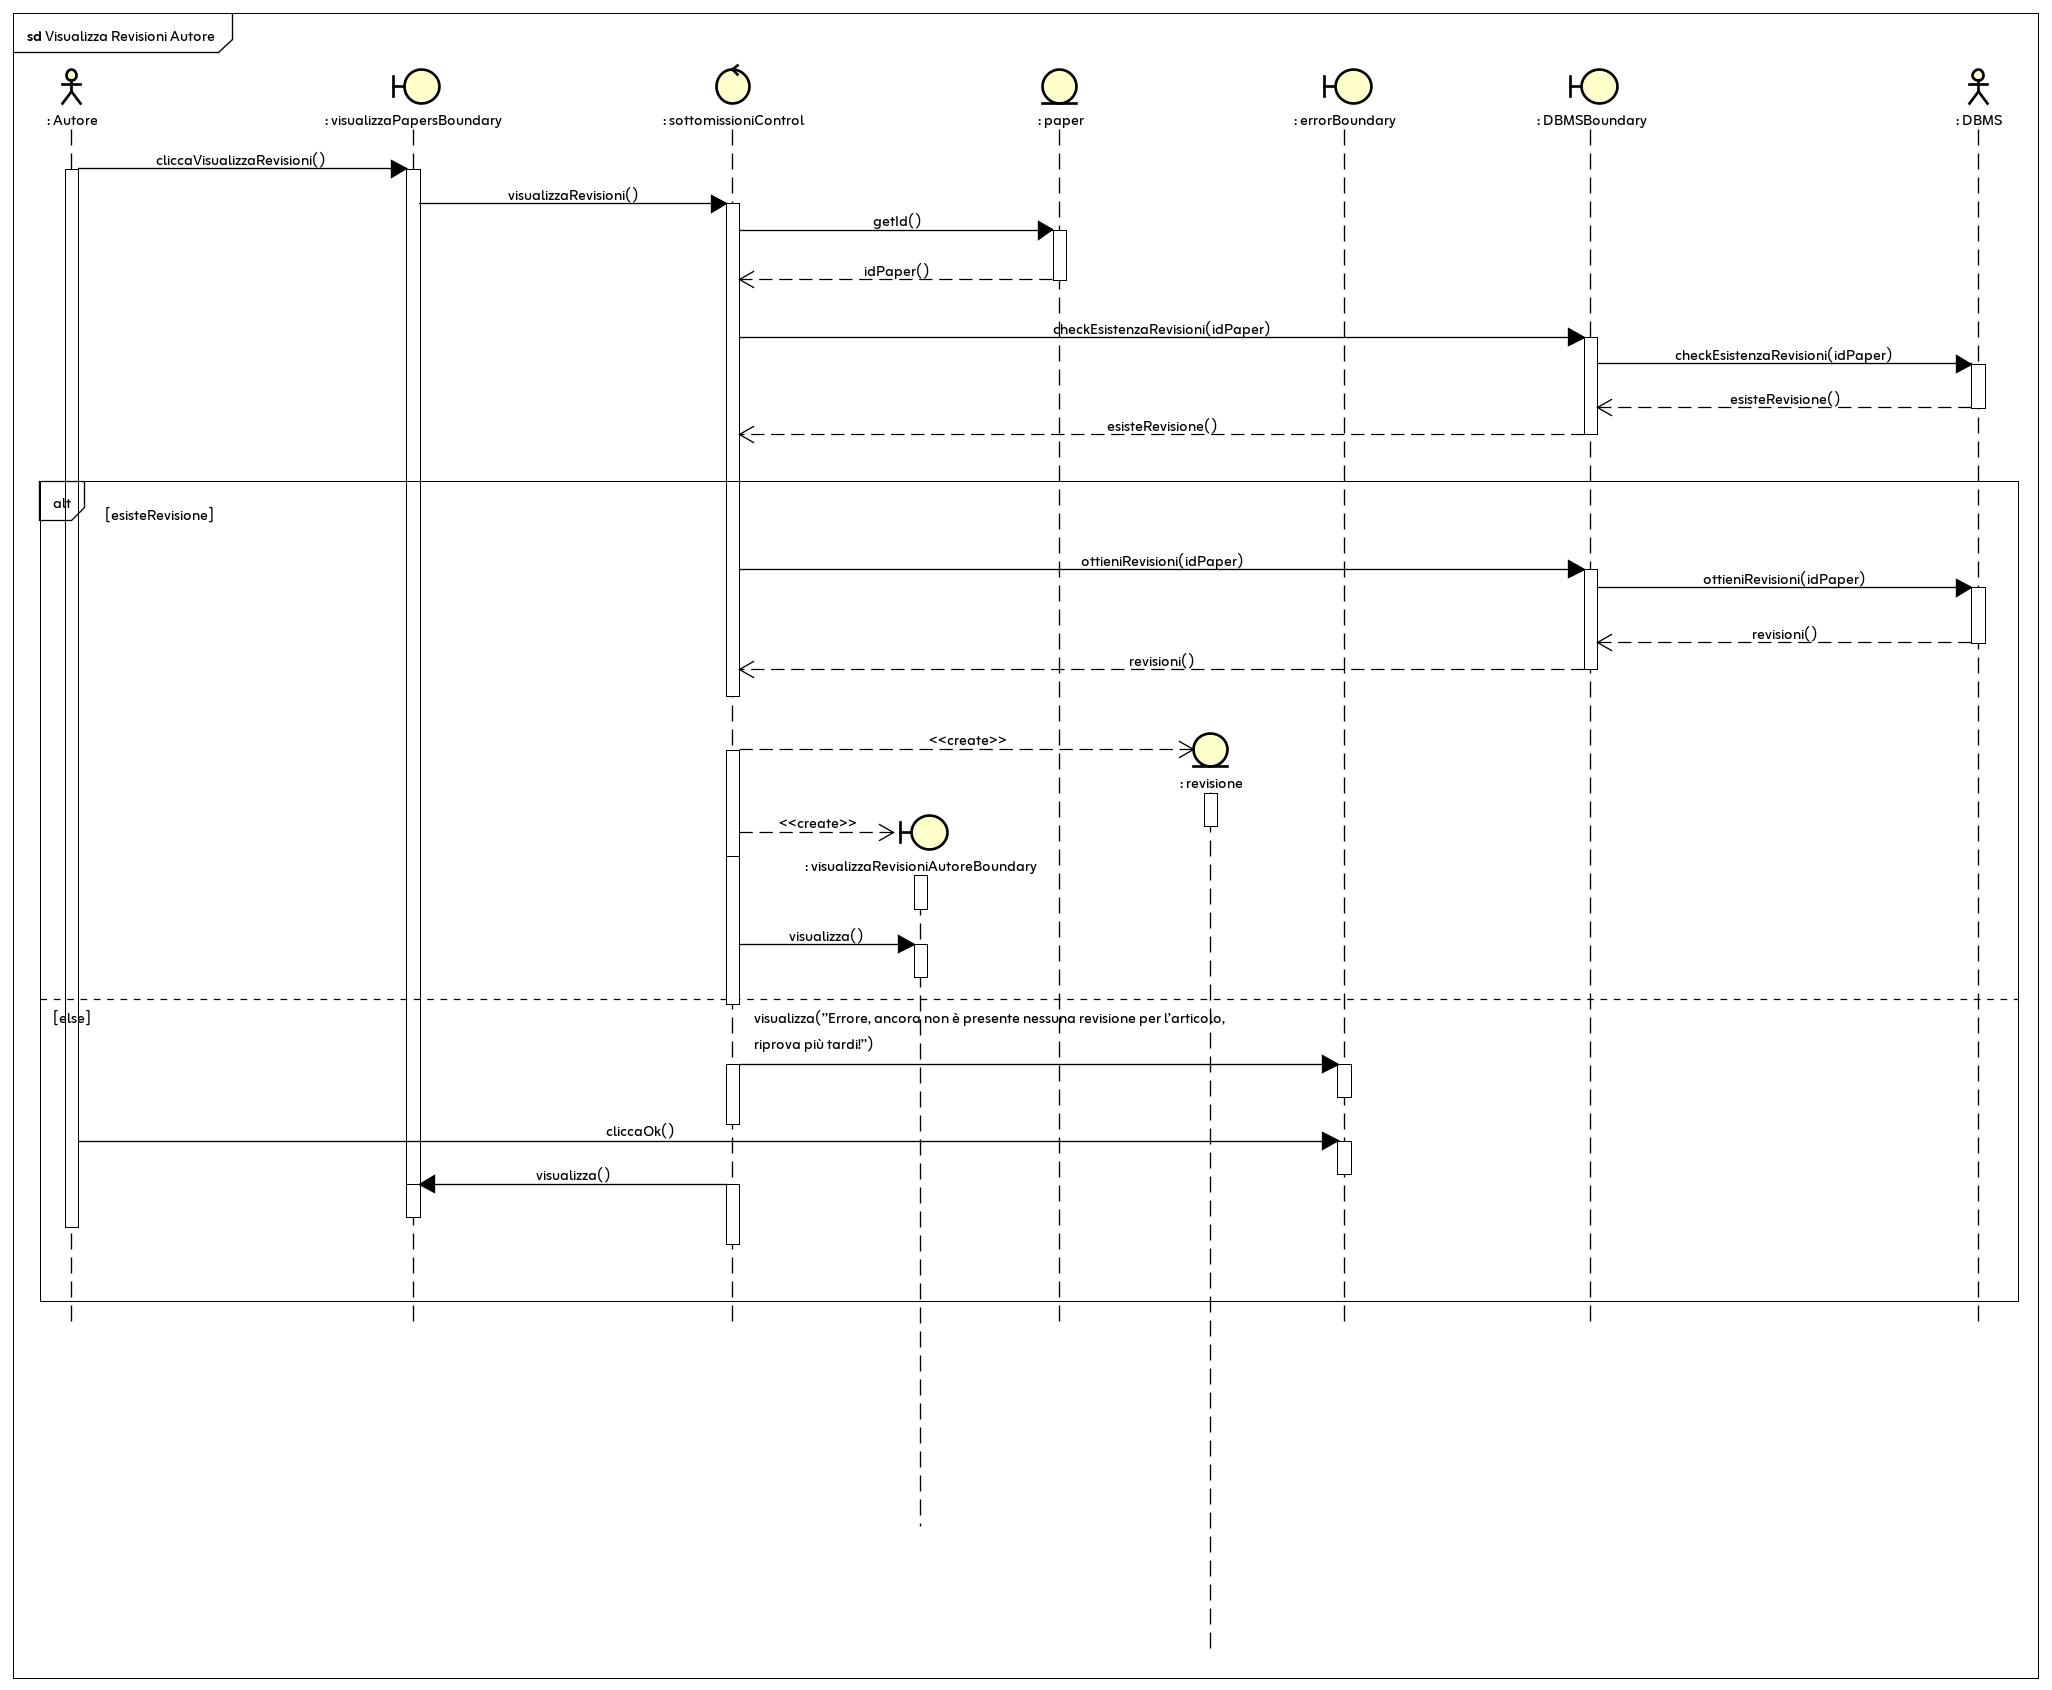 sd Visualizza Revisioni Autore
: Autore
: visualizzaPapersBoundary
: sottomissioniControl
: paper
: errorBoundary
: DBMSBoundary
: DBMS
cliccaVisualizzaRevisioni()
visualizzaRevisioni()
getId()
idPaper()
checkEsistenzaRevisioni(idPaper)
checkEsistenzaRevisioni(idPaper)
esisteRevisione()
esisteRevisione()
alt
[esisteRevisione]
ottieniRevisioni(idPaper)
ottieniRevisioni(idPaper)
revisioni()
revisioni()
<<create>>
: revisione
<<create>>
: visualizzaRevisioniAutoreBoundary
visualizza()
[else]
visualizza("Errore, ancora non è presente nessuna revisione per l'articolo,
riprova più tardi!")
cliccaOk()
visualizza()